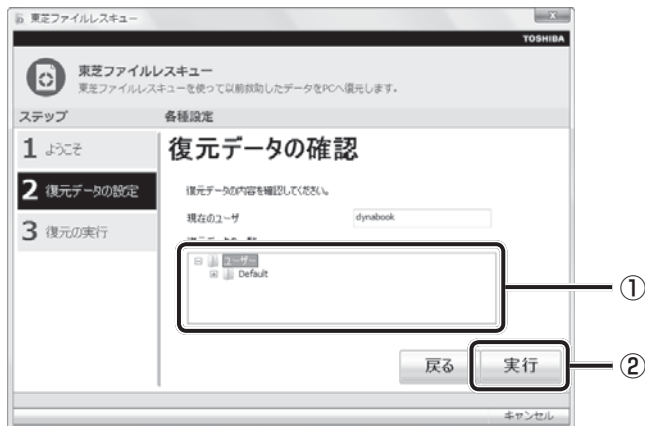 東芝ファイルレスキュー
TOSHIBA
東芝ファイルレスキュー
東芝ファイルレスキューを使って以前救助したデータをPCへ復元します。
ステップ 各種設定
1 ようこそ
2 復元データの設定
3 復元の実行
復元データの確認
復元データの内容を確認してください。
現在のユーザ dynabook
ユーザー
Default
①
戻る 実行 ②
キャンセル